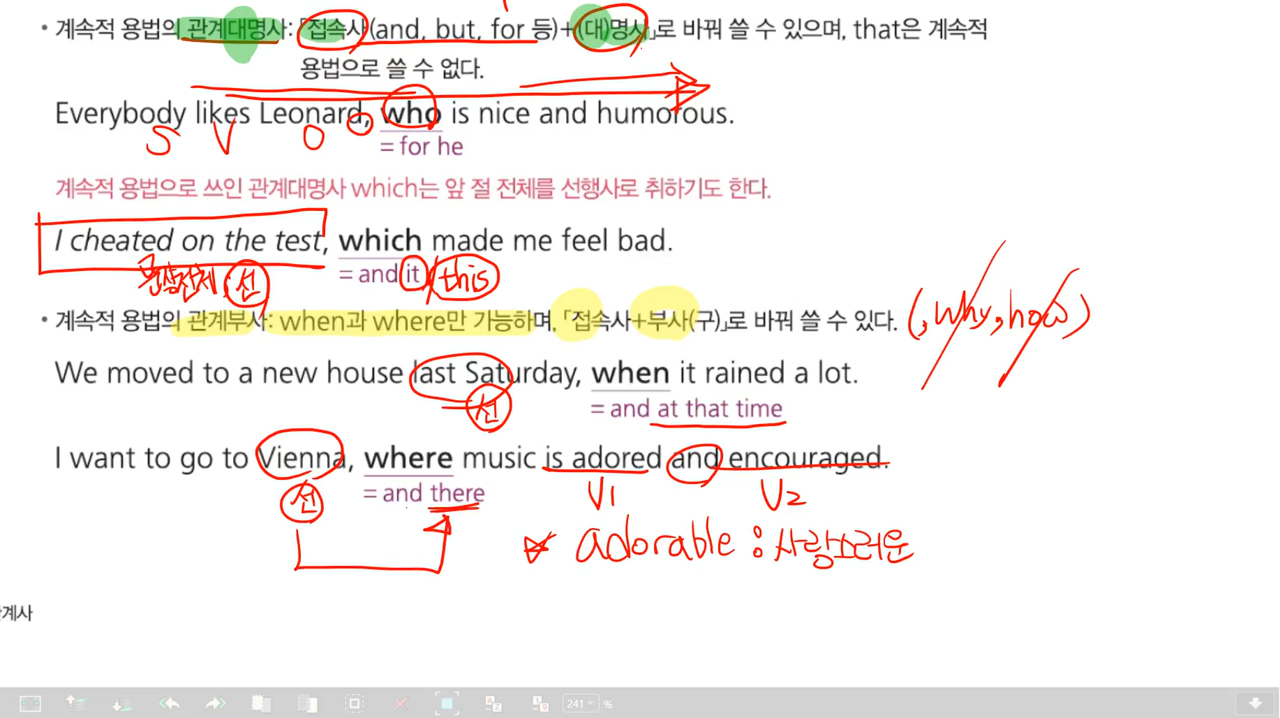 • 계속적 용법의 관계대명사: 「접속사(and, but, for 등)+(대)명사」로 바꿔 쓸 수 있으며, that은 계속적
용법으로 쓸 수 없다.
Everybody likes Leonard, who is nice and humorous.
S V O
= for he
계속적 용법으로 쓰인 관계대명사 which는 앞 절 전체를 선행사로 취하기도 한다.
I cheated on the test, which made me feel bad.
문장전체 : 선 = and it / this
• 계속적 용법의 관계부사: when과 where만 가능하며, 「접속사+부사(구)」로 바꿔 쓸 수 있다. (, why, how)
We moved to a new house last Saturday, when it rained a lot.
선 = and at that time
I want to go to Vienna, where music is adored and encouraged.
선 = and there V1 V2
adorable : 사랑스러운
관계사
241 %